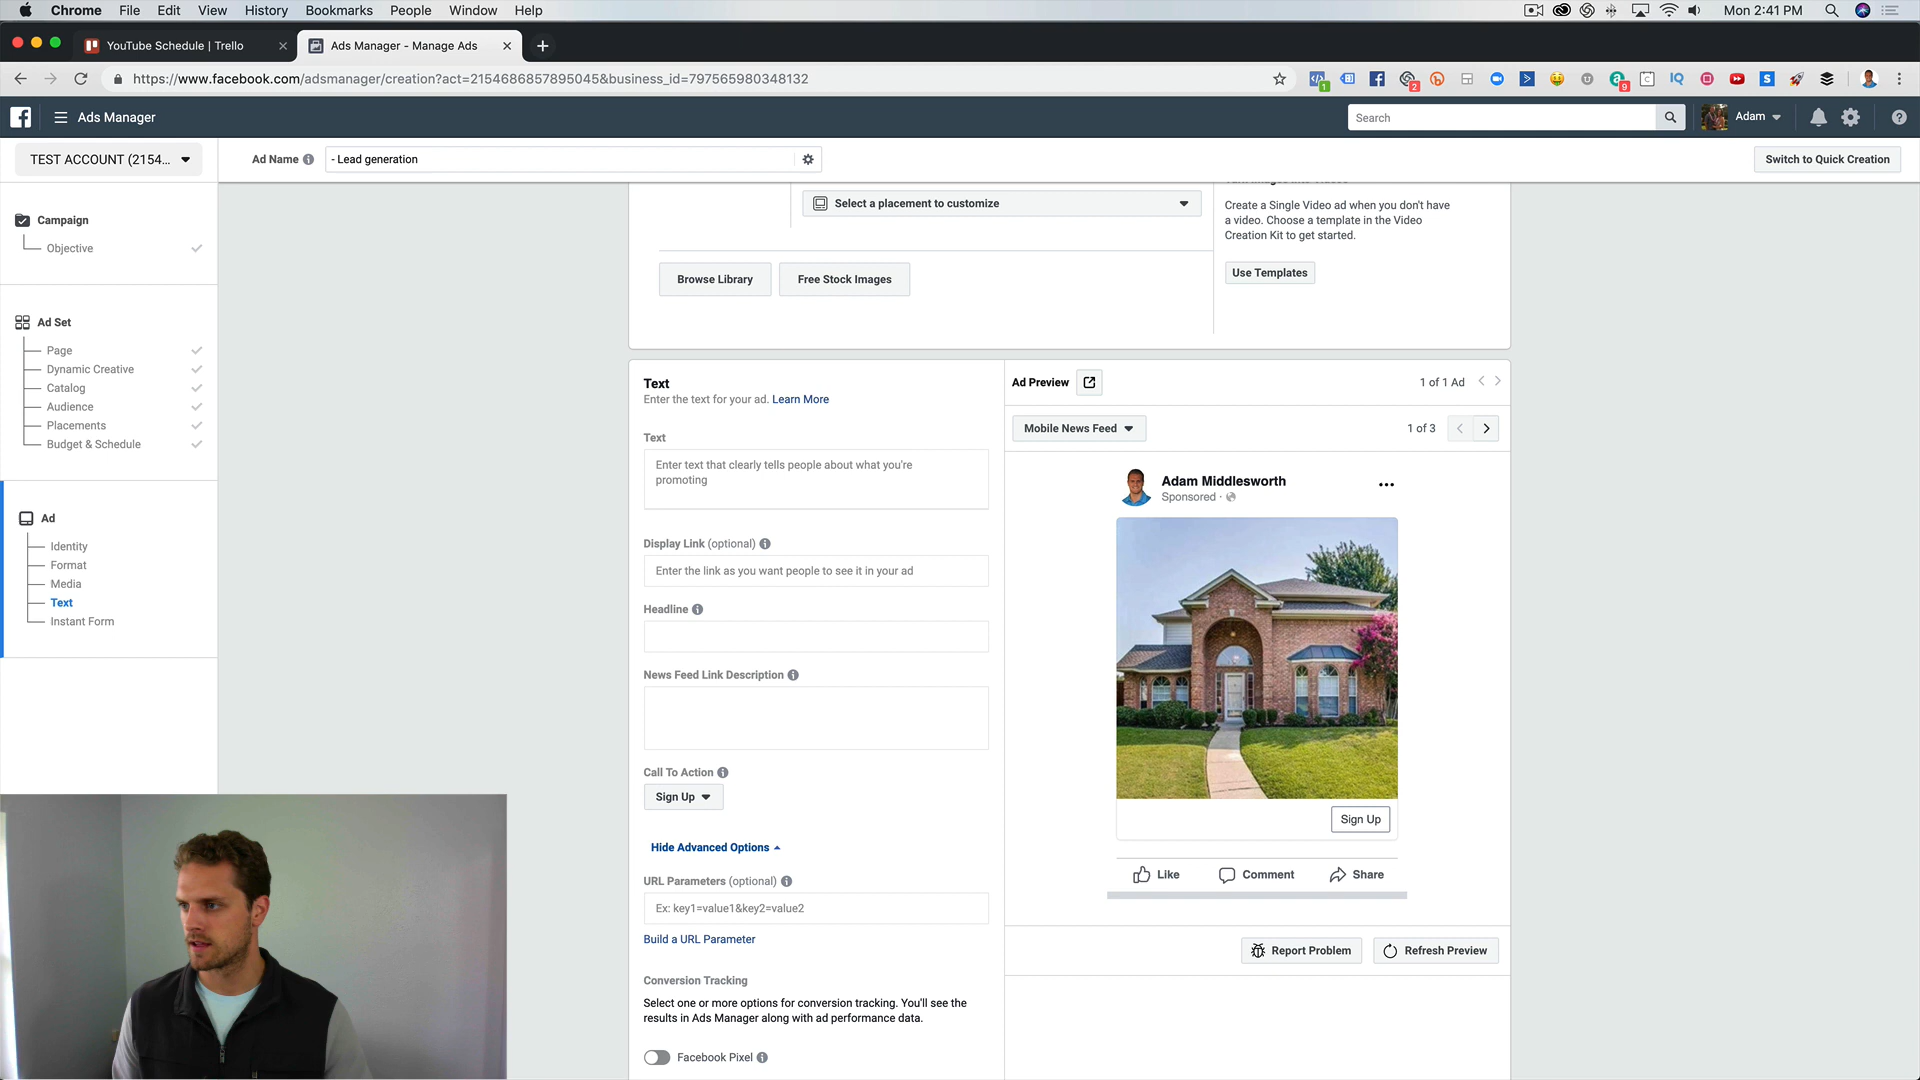 Chrome File Edit View History Bookmarks People Window Help Mon 2:41 PM
YouTube Schedule | Trello
Ads Manager - Manage Ads
https://www.facebook.com/adsmanager/creation?act=2154686857895045&business_id=797565980348132
Ads Manager
Search
Adam
TEST ACCOUNT (2154...
Ad Name
- Lead generation
Switch to Quick Creation
Campaign
Objective
Ad Set
Page
Dynamic Creative
Catalog
Audience
Placements
Budget & Schedule
Ad
Identity
Format
Media
Text
Instant Form
Select a placement to customize
Browse Library
Free Stock Images
Create a Single Video ad when you don't have
a video. Choose a template in the Video
Creation Kit to get started.
Use Templates
Text
Enter the text for your ad. Learn More
Text
Enter text that clearly tells people about what you're
promoting
Display Link (optional)
Enter the link as you want people to see it in your ad
Headline
News Feed Link Description
Call To Action
Sign Up
Hide Advanced Options
URL Parameters (optional)
Ex: key1=value1&key2=value2
Build a URL Parameter
Conversion Tracking
Select one or more options for conversion tracking. You'll see the
results in Ads Manager along with ad performance data.
Facebook Pixel
Ad Preview
1 of 1 Ad
Mobile News Feed
1 of 3
Adam Middlesworth
Sponsored ·
Sign Up
Like
Comment
Share
Report Problem
Refresh Preview